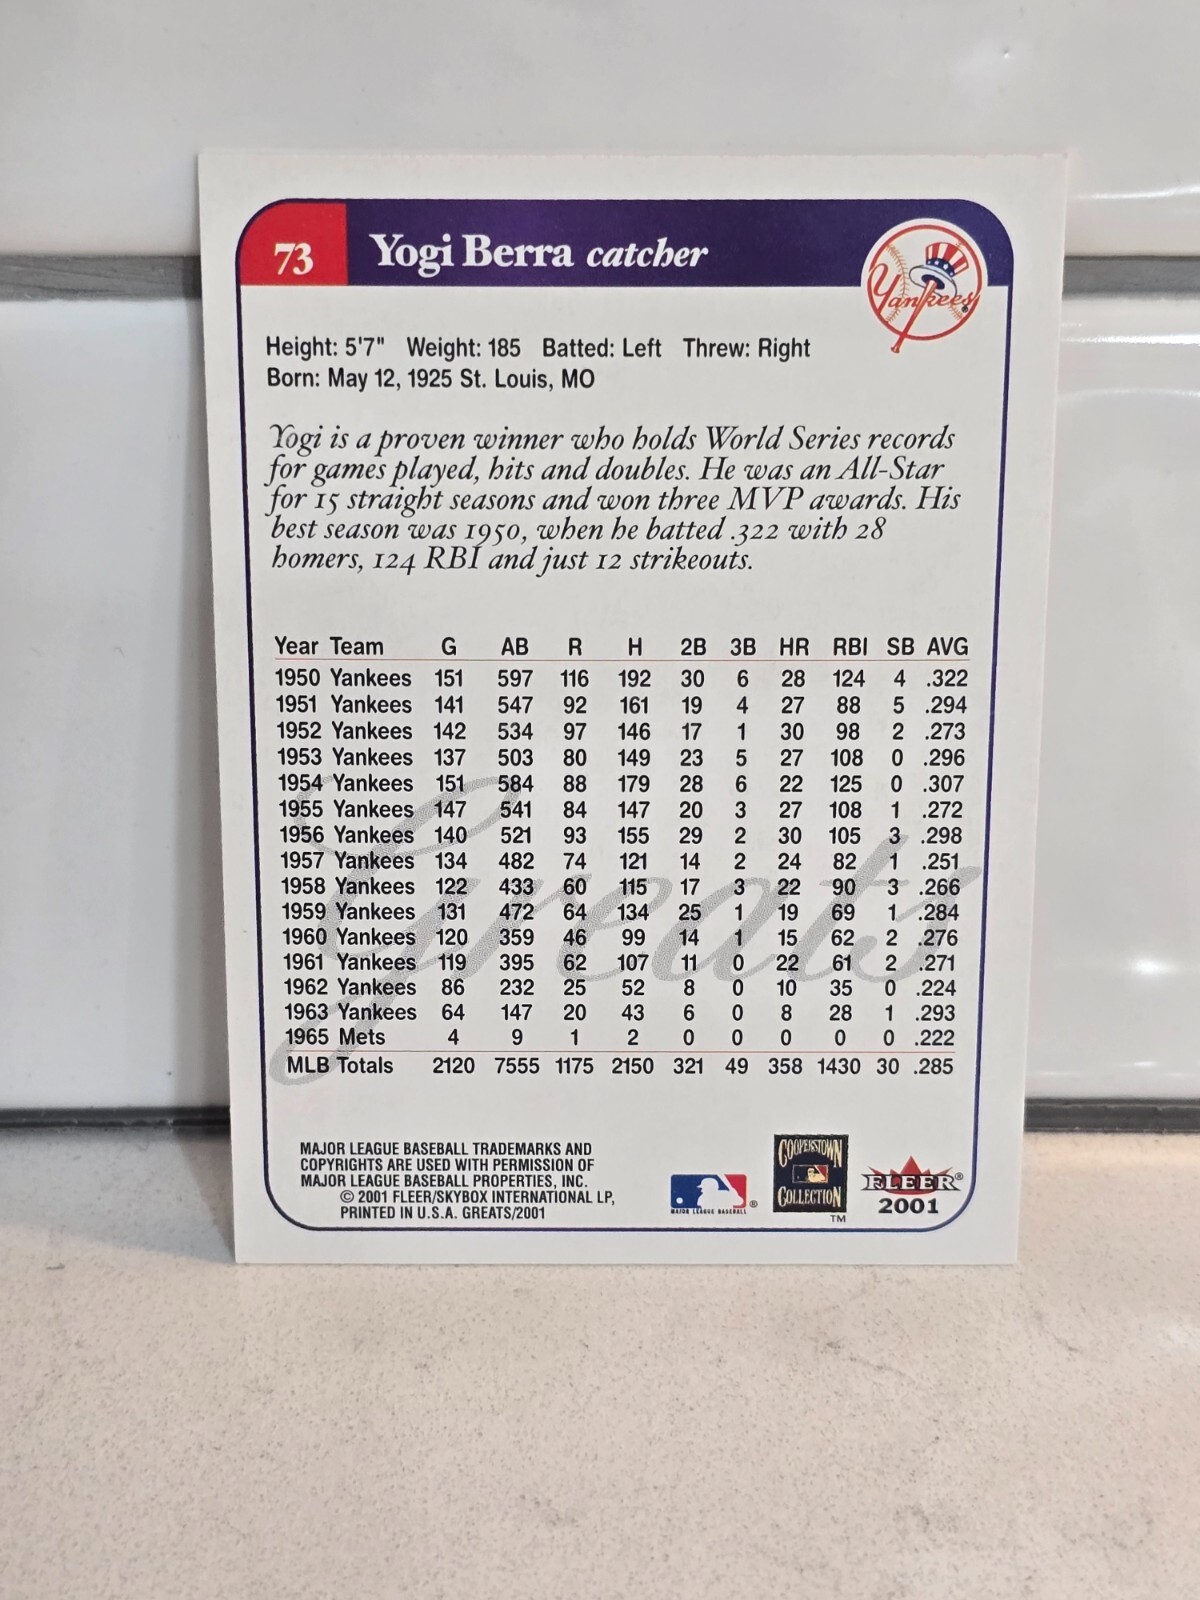 73 Yogi Berra catcher
Yankees
Height: 5'7" Weight: 185 Batted: Left Threw: Right
Born: May 12, 1925 St. Louis, MO
Yogi is a proven winner who holds World Series records
for games played, hits and doubles. He was an All-Star
for 15 straight seasons and won three MVP awards. His
best season was 1950, when he batted .322 with 28
homers, 124 RBI and just 12 strikeouts.
Year Team G AB R H 2B 3B HR RBI SB AVG
1950 Yankees 151 597 116 192 30 6 28 124 4 .322
1951 Yankees 141 547 92 161 19 4 27 88 5 .294
1952 Yankees 142 534 97 146 17 1 30 98 2 .273
1953 Yankees 137 503 80 149 23 5 27 108 0 .296
1954 Yankees 151 584 88 179 28 6 22 125 0 .307
1955 Yankees 147 541 84 147 20 3 27 108 1 .272
1956 Yankees 140 521 93 155 29 2 30 105 3 .298
1957 Yankees 134 482 74 121 14 2 24 82 1 .251
1958 Yankees 122 433 60 115 17 3 22 90 3 .266
1959 Yankees 131 472 64 134 25 1 19 69 1 .284
1960 Yankees 120 359 46 99 14 1 15 62 2 .276
1961 Yankees 119 395 62 107 11 0 22 61 2 .271
1962 Yankees 86 232 25 52 8 0 10 35 0 .224
1963 Yankees 64 147 20 43 6 0 8 28 1 .293
1965 Mets 4 9 1 2 0 0 0 0 0 .222
MLB Totals 2120 7555 1175 2150 321 49 358 1430 30 .285
Greats
MAJOR LEAGUE BASEBALL TRADEMARKS AND
COPYRIGHTS ARE USED WITH PERMISSION OF
MAJOR LEAGUE BASEBALL PROPERTIES, INC.
© 2001 FLEER/SKYBOX INTERNATIONAL LP,
PRINTED IN U.S.A. GREATS/2001
MAJOR LEAGUE BASEBALL ®
COOPERSTOWN
COLLECTION
TM
FLEER®
2001